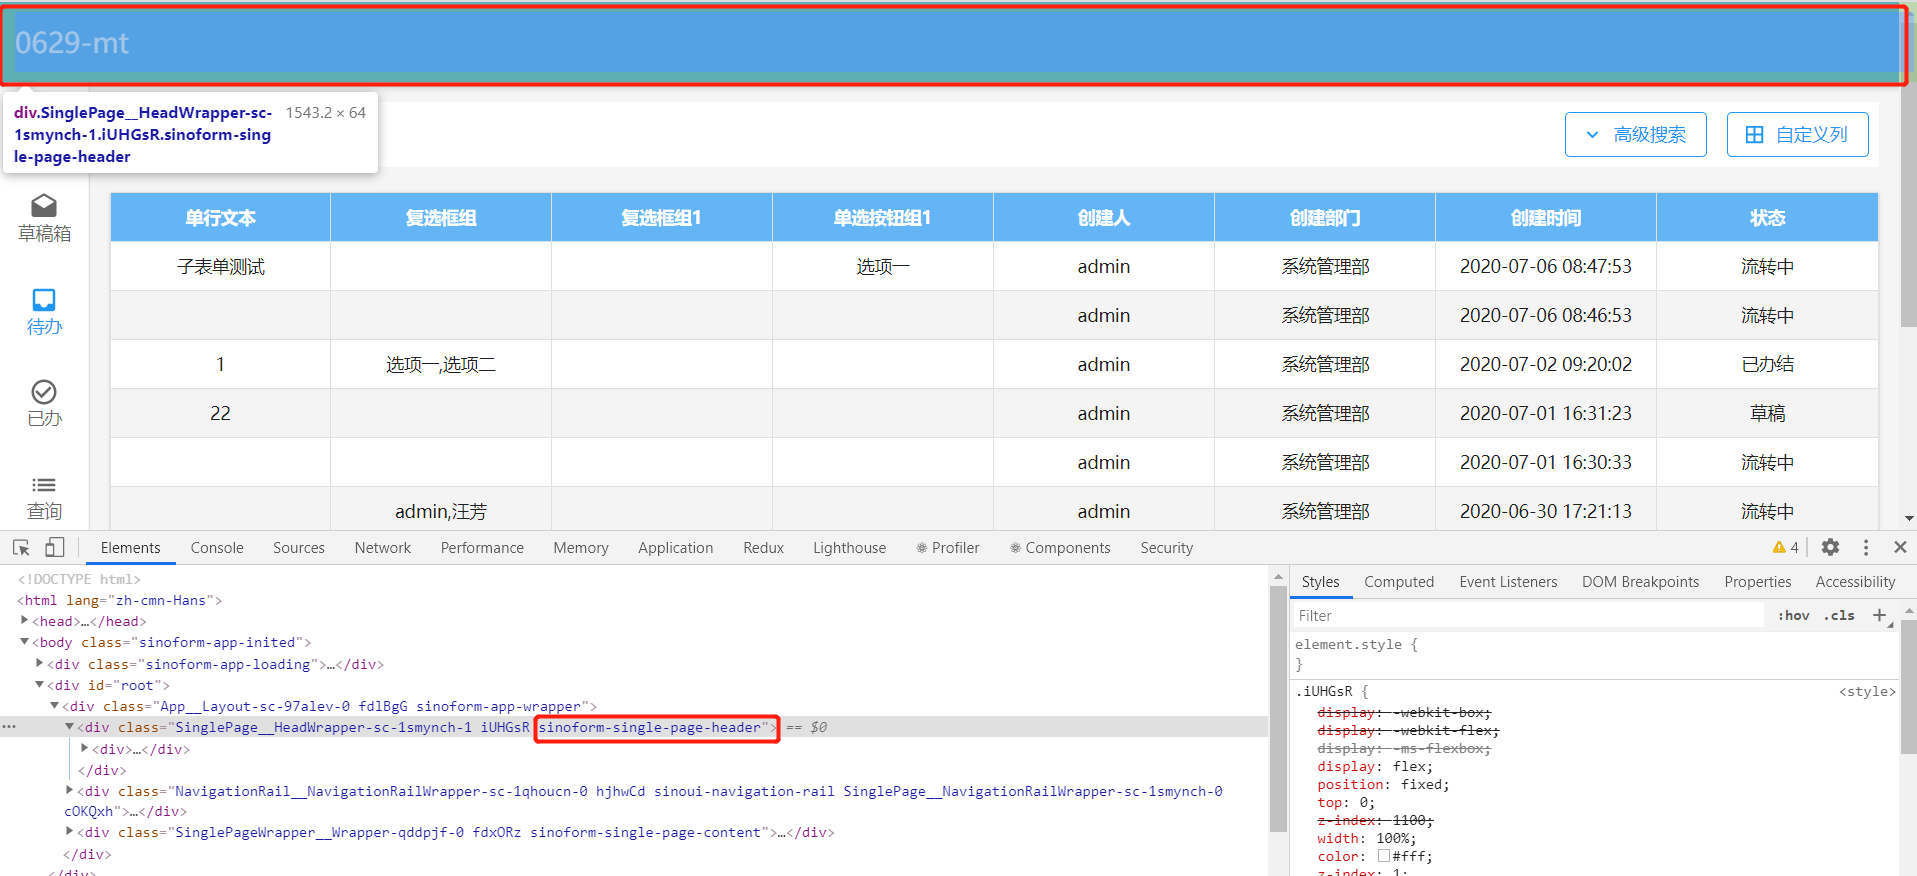 0629-mt
div.SinglePage__HeadWrapper-sc-1smynch-1.iUHGsR.sinoform-single-page-header 1543.2 × 64
高级搜索 自定义列
草稿箱
待办
已办
查询
单行文本 复选框组 复选框组1 单选按钮组1 创建人 创建部门 创建时间 状态
子表单测试 选项一 admin 系统管理部 2020-07-06 08:47:53 流转中
admin 系统管理部 2020-07-06 08:46:53 流转中
1 选项一,选项二 admin 系统管理部 2020-07-02 09:20:02 已办结
22 admin 系统管理部 2020-07-01 16:31:23 草稿
admin 系统管理部 2020-07-01 16:30:33 流转中
admin,汪芳 admin 系统管理部 2020-06-30 17:21:13 流转中
Elements Console Sources Network Performance Memory Application Redux Lighthouse Profiler Components Security 4
<!DOCTYPE html>
<html lang="zh-cmn-Hans">
<head>…</head>
<body class="sinoform-app-inited">
<div class="sinoform-app-loading">…</div>
<div id="root">
<div class="App__Layout-sc-97alev-0 fdlBgG sinoform-app-wrapper">
<div class="SinglePage__HeadWrapper-sc-1smynch-1 iUHGsR sinoform-single-page-header"> == $0
<div>…</div>
</div>
<div class="NavigationRail__NavigationRailWrapper-sc-1qhoucn-0 hjhwCd sinoui-navigation-rail SinglePage__NavigationRailWrapper-sc-1smynch-0
cOKQxh">…</div>
<div class="SinglePageWrapper__Wrapper-qddpjf-0 fdxORz sinoform-single-page-content">…</div>
</div>
</div>
Styles Computed Event Listeners DOM Breakpoints Properties Accessibility
Filter :hov .cls +
element.style {
}
.iUHGsR { <style>
display: -webkit-box;
display: -webkit-flex;
display: -ms-flexbox;
display: flex;
position: fixed;
top: 0;
z-index: 1100;
width: 100%;
color: #fff;
z-index: 1;